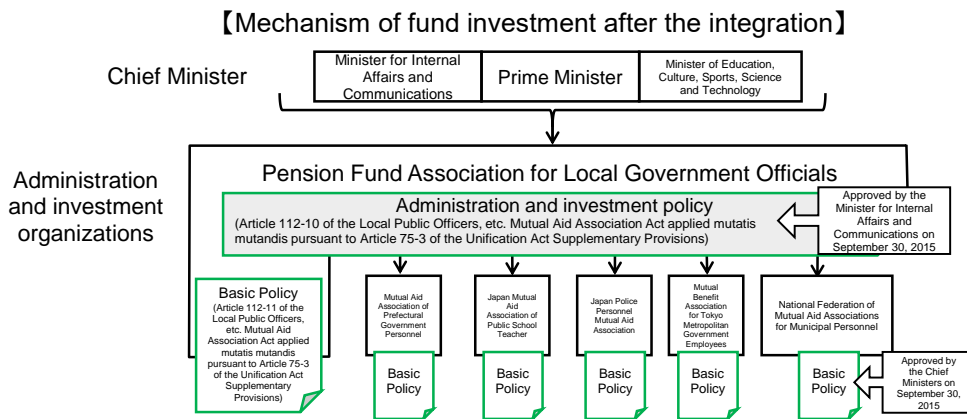 【Mechanism of fund investment after the integration】
Chief Minister
Minister for Internal
Affairs and
Communications
Prime Minister
Minister of Education,
Culture, Sports, Science
and Technology
Administration
and investment
organizations
Pension Fund Association for Local Government Officials
Administration and investment policy
(Article 112-10 of the Local Public Officers, etc. Mutual Aid Association Act applied mutatis
mutandis pursuant to Article 75-3 of the Unification Act Supplementary Provisions)
Approved by the
Minister for Internal
Affairs and
Communications on
September 30, 2015
Basic Policy
(Article 112-11 of the
Local Public Officers,
etc. Mutual Aid
Association Act applied
mutatis mutandis
pursuant to Article 75-3
of the Unification Act
Supplementary
Provisions)
Mutual Aid
Association of
Prefectural
Government
Personnel
Japan Mutual
Aid
Association of
Public School
Teacher
Japan Police
Personnel
Mutual Aid
Association
Mutual
Benefit
Association
for Tokyo
Metropolitan
Government
Employees
National Federation of
Mutual Aid Associations
for Municipal Personnel
Basic
Policy
Basic
Policy
Basic
Policy
Basic
Policy
Basic
Policy
Approved by
the Chief
Ministers on
September 30,
2015